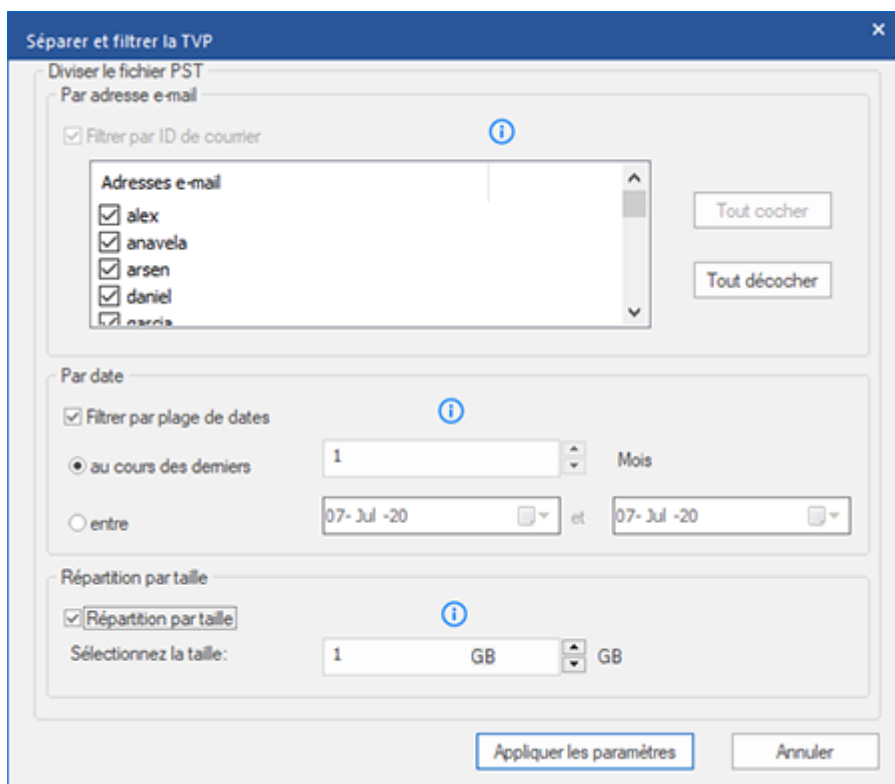 Séparer et filtrer la TVP
Diviser le fichier PST
Par adresse e-mail
Filtrer par ID de courrier
Adresses e-mail
alex
anavela
arsen
daniel
garcia
Tout cocher
Tout décocher
Par date
Filtrer par plage de dates
au cours des derniers
1
Mois
entre
07- Jul -20
et
07- Jul -20
Répartition par taille
Répartition par taille
Sélectionnez la taille:
1 GB
GB
Appliquer les paramètres
Annuler